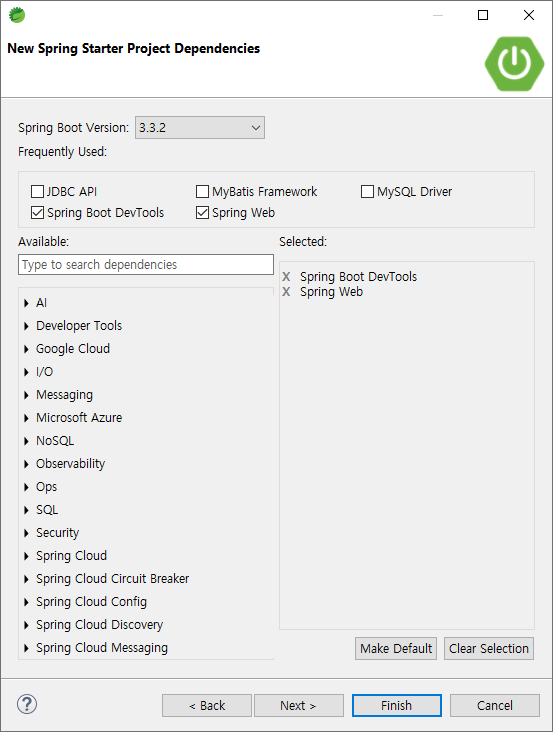 New Spring Starter Project Dependencies
Spring Boot Version: 3.3.2
Frequently Used:
JDBC API MyBatis Framework MySQL Driver
Spring Boot DevTools Spring Web
Available: Selected:
Type to search dependencies
X Spring Boot DevTools
X Spring Web
AI
Developer Tools
Google Cloud
I/O
Messaging
Microsoft Azure
NoSQL
Observability
Ops
SQL
Security
Spring Cloud
Spring Cloud Circuit Breaker
Spring Cloud Config
Spring Cloud Discovery
Spring Cloud Messaging
Make Default Clear Selection
? < Back Next > Finish Cancel